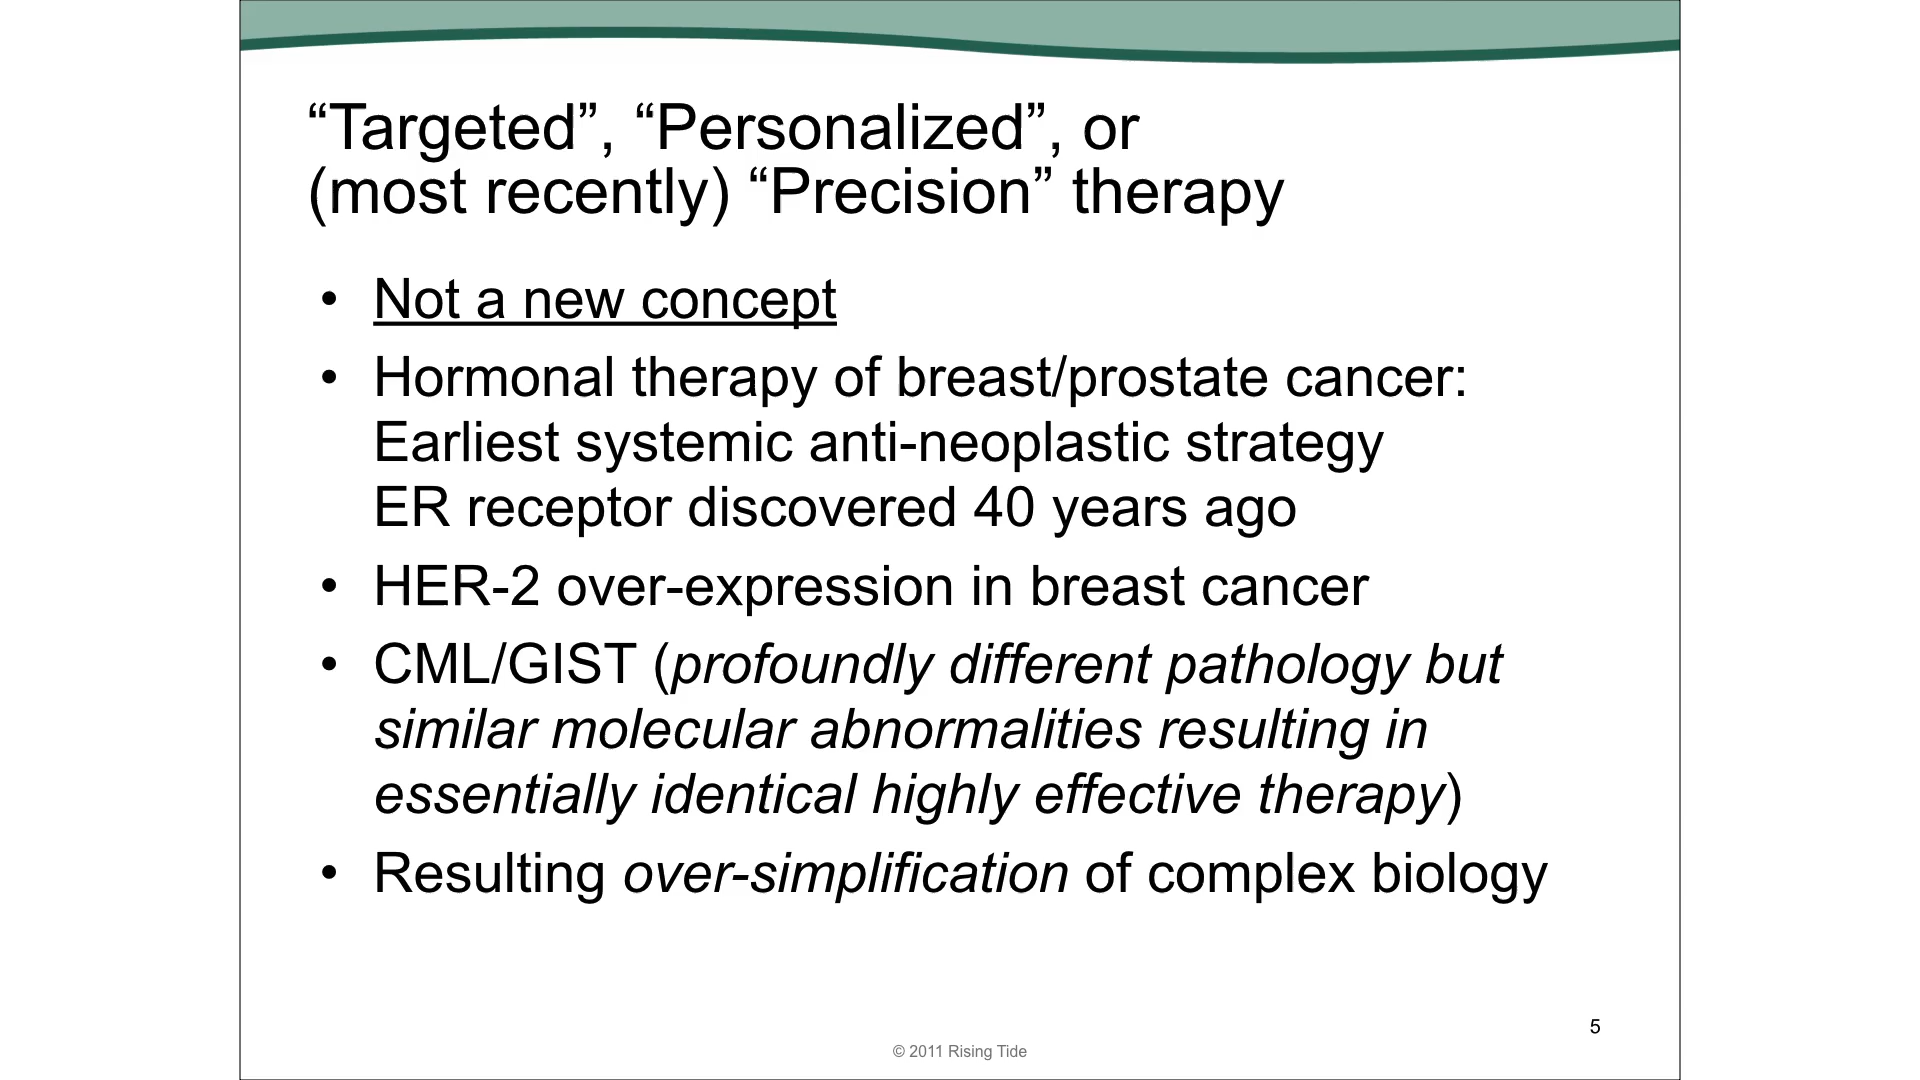 “Targeted”, “Personalized”, or
(most recently) “Precision” therapy
• Not a new concept
• Hormonal therapy of breast/prostate cancer:
Earliest systemic anti-neoplastic strategy
ER receptor discovered 40 years ago
• HER-2 over-expression in breast cancer
• CML/GIST (profoundly different pathology but
similar molecular abnormalities resulting in
essentially identical highly effective therapy)
• Resulting over-simplification of complex biology
5
© 2011 Rising Tide